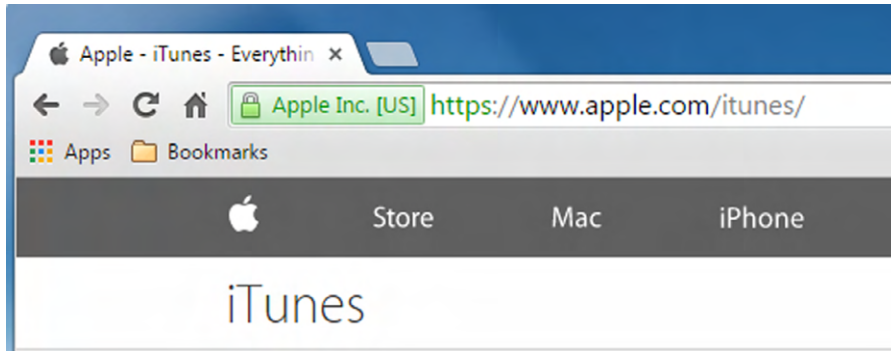 Apple - iTunes - Everythin
Apple Inc. [US] https://www.apple.com/itunes/
Apps Bookmarks
Store Mac iPhone
iTunes